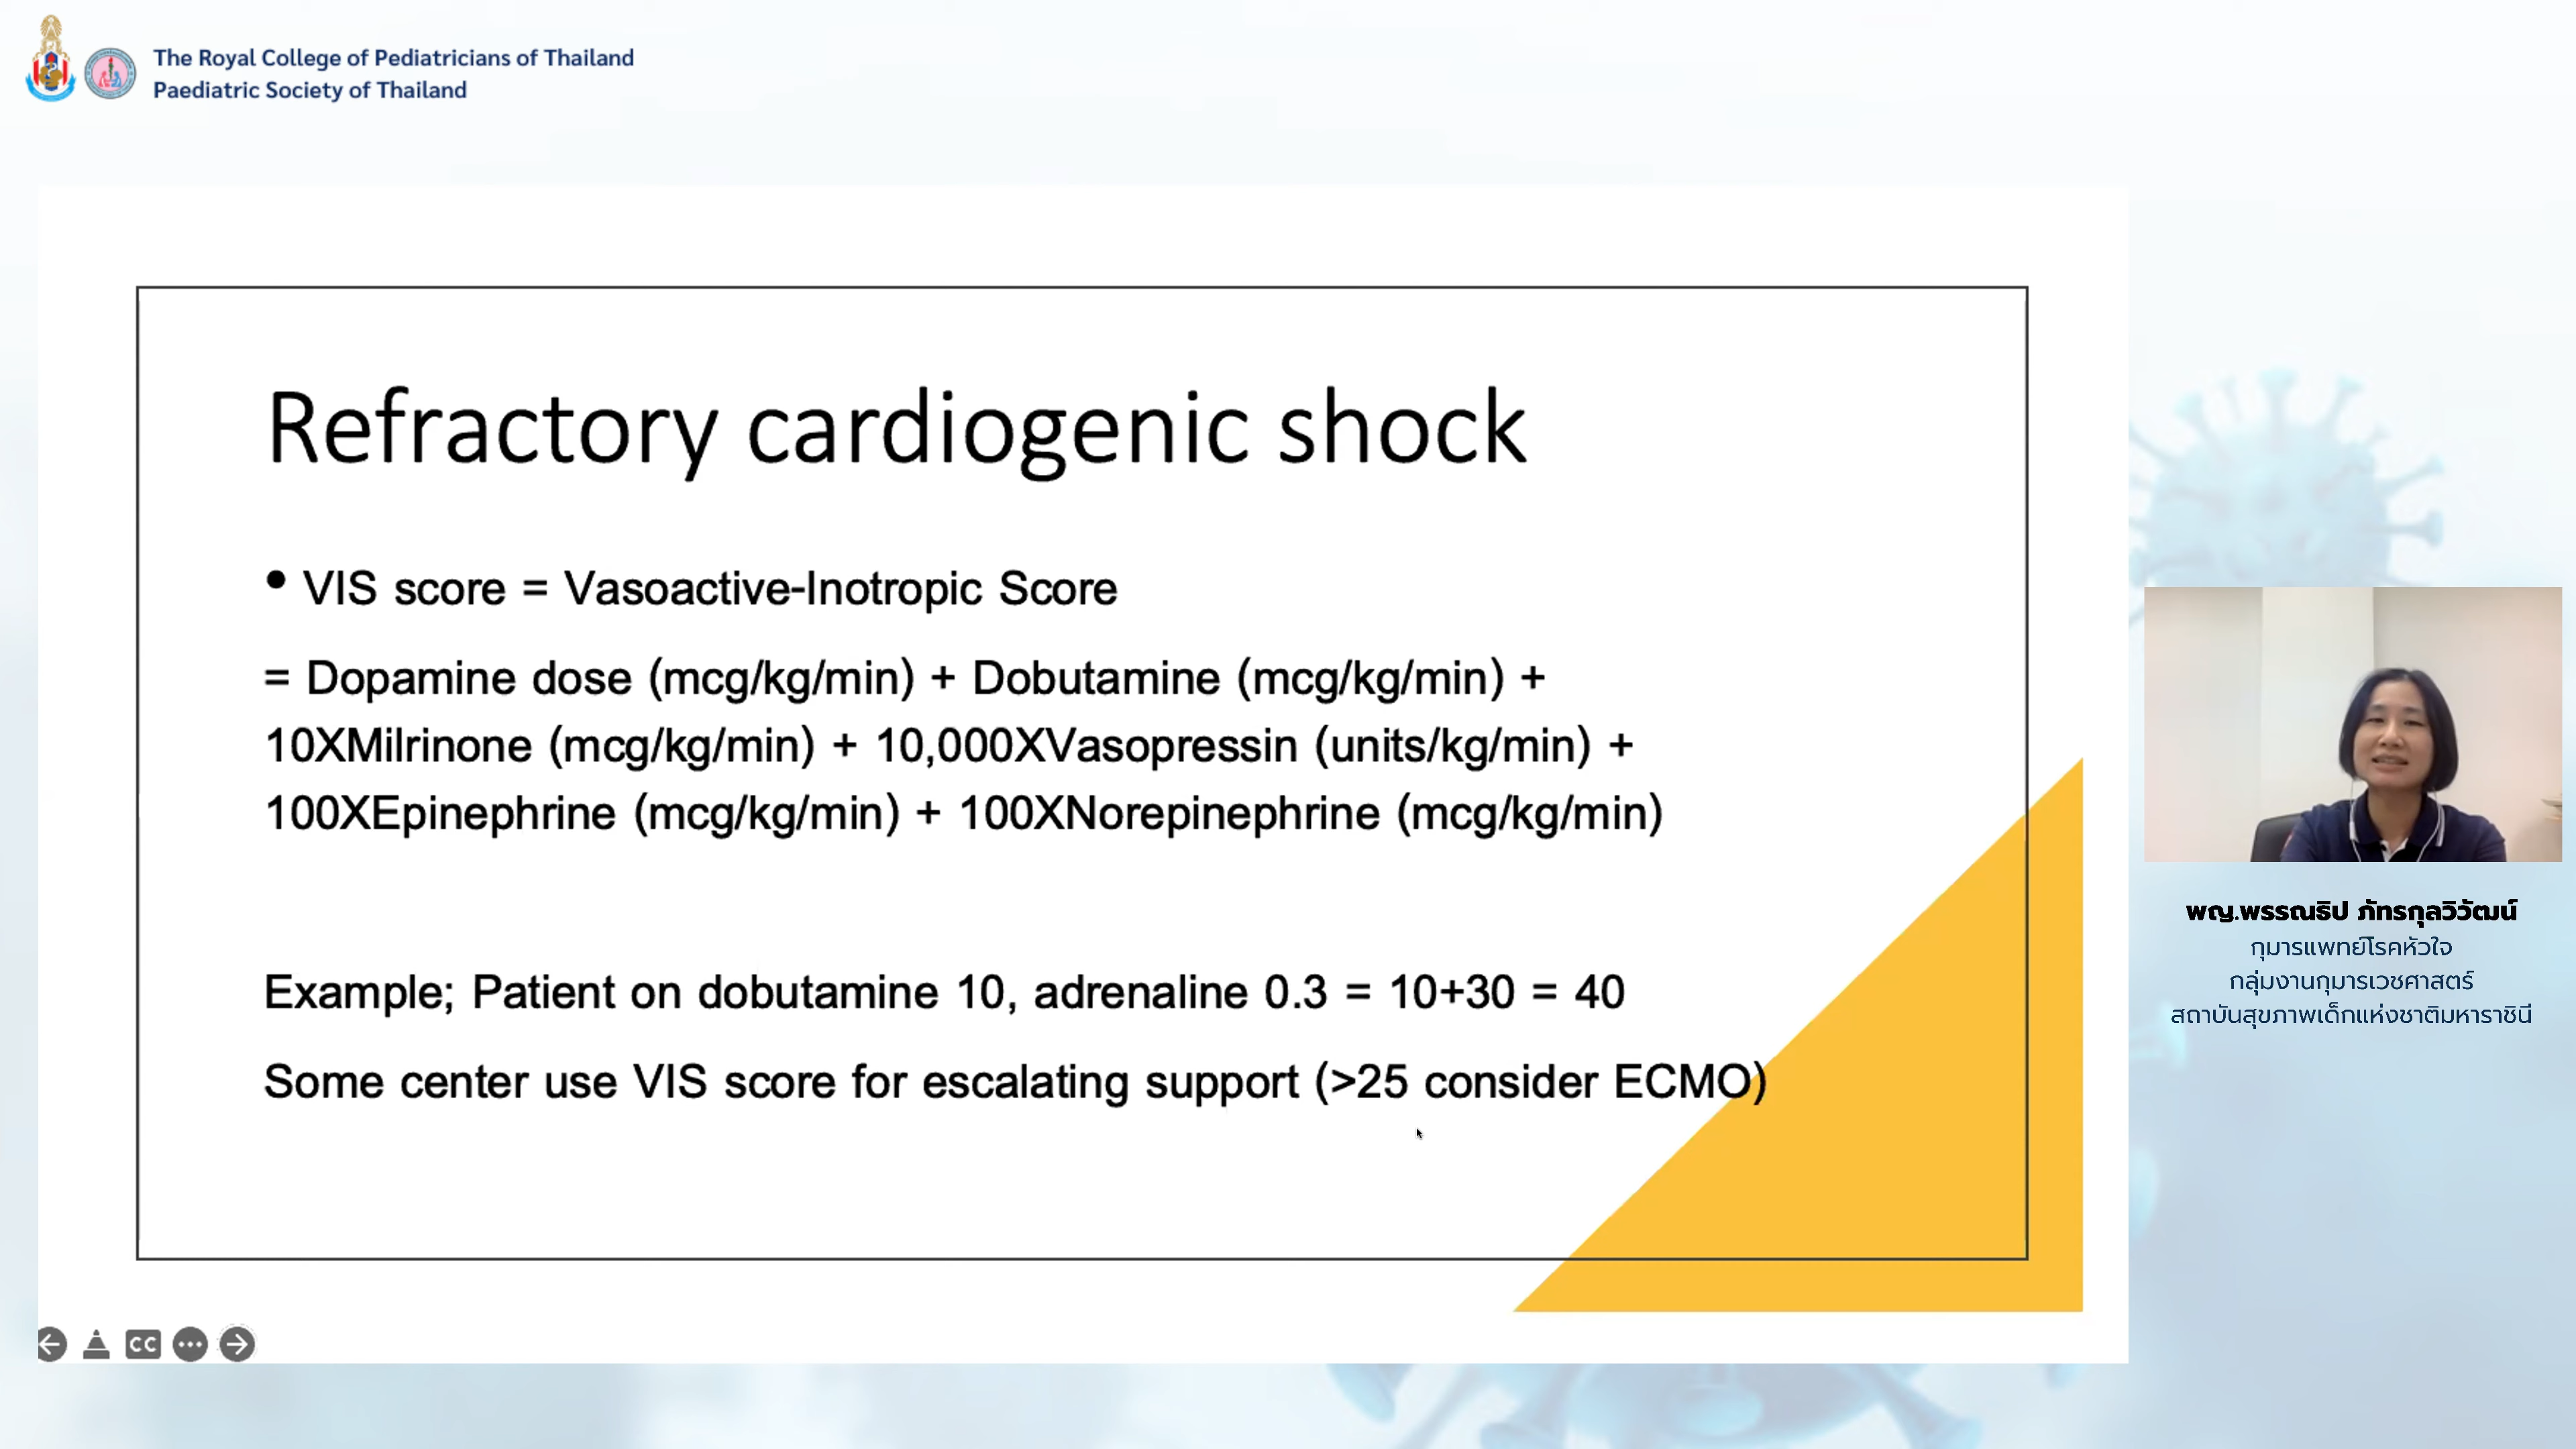 The Royal College of Pediatricians of Thailand
Paediatric Society of Thailand
Refractory cardiogenic shock
• VIS score = Vasoactive-Inotropic Score
= Dopamine dose (mcg/kg/min) + Dobutamine (mcg/kg/min) +
10XMilrinone (mcg/kg/min) + 10,000XVasopressin (units/kg/min) +
100XEpinephrine (mcg/kg/min) + 100XNorepinephrine (mcg/kg/min)
Example; Patient on dobutamine 10, adrenaline 0.3 = 10+30 = 40
Some center use VIS score for escalating support (>25 consider ECMO)
CC
พญ.พรรณธิป ภัทรกุลวิวัฒน์
กุมารแพทย์โรคหัวใจ
กลุ่มงานกุมารเวชศาสตร์
สถาบันสุขภาพเด็กแห่งชาติมหาราชินี